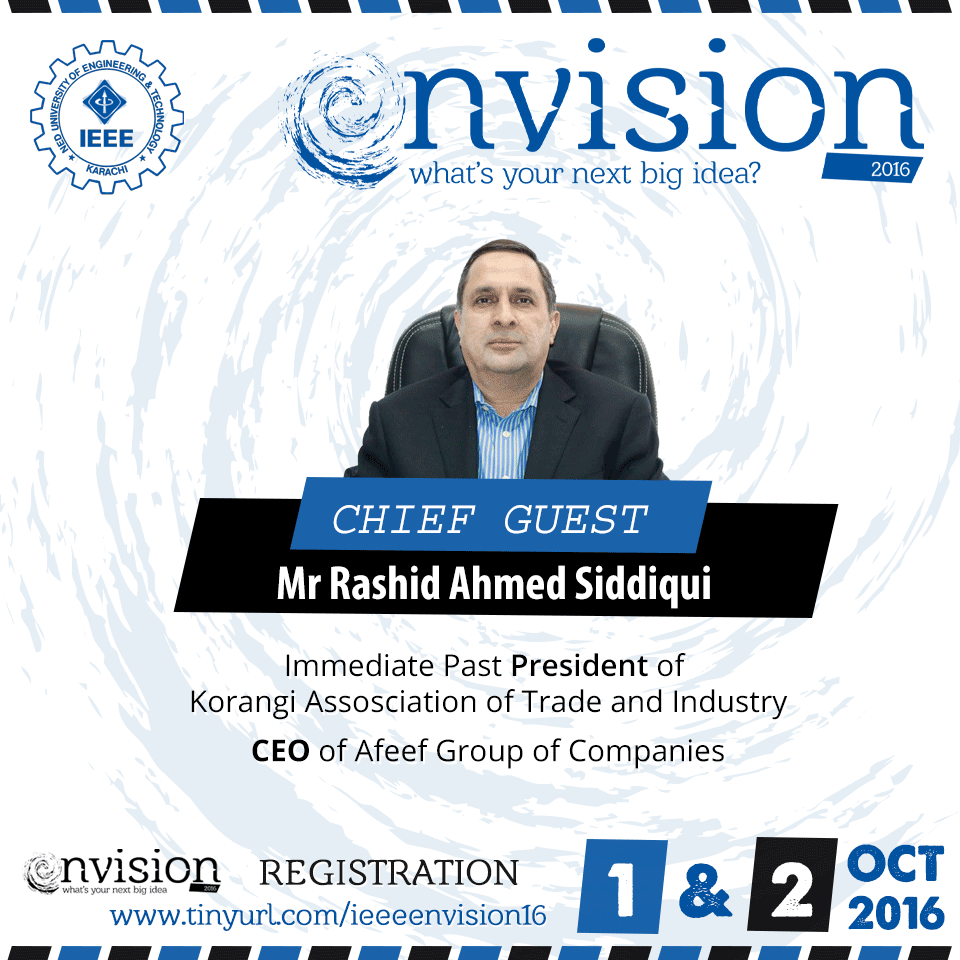 NED UNIVERSITY OF ENGINEERING & TECHNOLOGY
IEEE
KARACHI
envision
what's your next big idea?
2016
CHIEF GUEST
Mr Rashid Ahmed Siddiqui
Immediate Past President of
Korangi Assosciation of Trade and Industry
CEO of Afeef Group of Companies
envision
what's your next big idea
2016
REGISTRATION
www.tinyurl.com/ieeeenvision16
1 & 2 OCT
2016